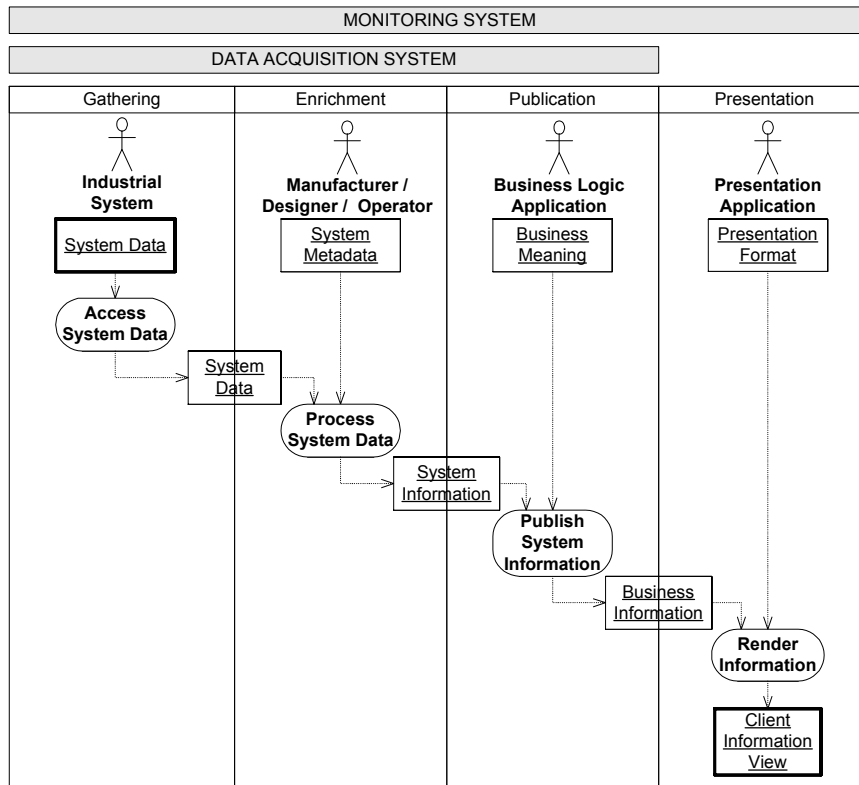 MONITORING SYSTEM
DATA ACQUISITION SYSTEM
Gathering
Enrichment
Publication
Presentation
Industrial
System
Manufacturer /
Designer / Operator
Business Logic
Application
Presentation
Application
System Data
System
Metadata
Business
Meaning
Presentation
Format
Access
System Data
System
Data
Process
System Data
System
Information
Publish
System
Information
Business
Information
Render
Information
Client
Information
View